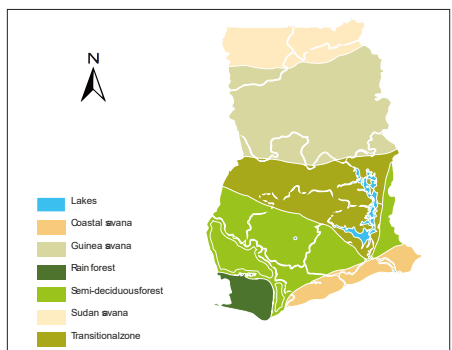 N
Lakes
Coastal savana
Guinea savana
Rain forest
Semi-deciduousforest
Sudan savana
Transitionalzone